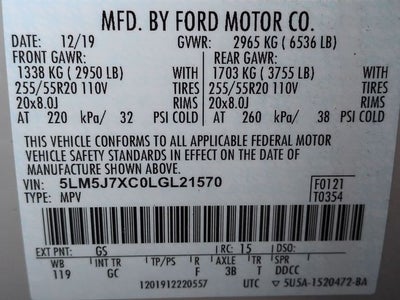 MFD. BY FORD MOTOR CO.
DATE: 12/19 GVWR: 2965 KG ( 6536 LB)
FRONT GAWR: REAR GAWR:
1338 KG ( 2950 LB) WITH 1703 KG ( 3755 LB) WITH
255/55R20 110V TIRES 255/55R20 110V TIRES
20x8.0J RIMS 20x8.0J RIMS
AT 220 kPa/ 32 PSI COLD AT 260 kPa/ 38 PSI COLD
THIS VEHICLE CONFORMS TO ALL APPLICABLE FEDERAL MOTOR
VEHICLE SAFETY STANDARDS IN EFFECT ON THE DATE OF
MANUFACTURE SHOWN ABOVE.
VIN: 5LM5J7XC0LGL21570 F0121
TYPE: MPV T0354
EXT PNT: GS RC: 15 DSO:
WB INT TR TP/PS R AXLE TR SPR
119 GC F 3B T DDCC
1201912220557 UTC ▽ 5U5A-1520472-BA